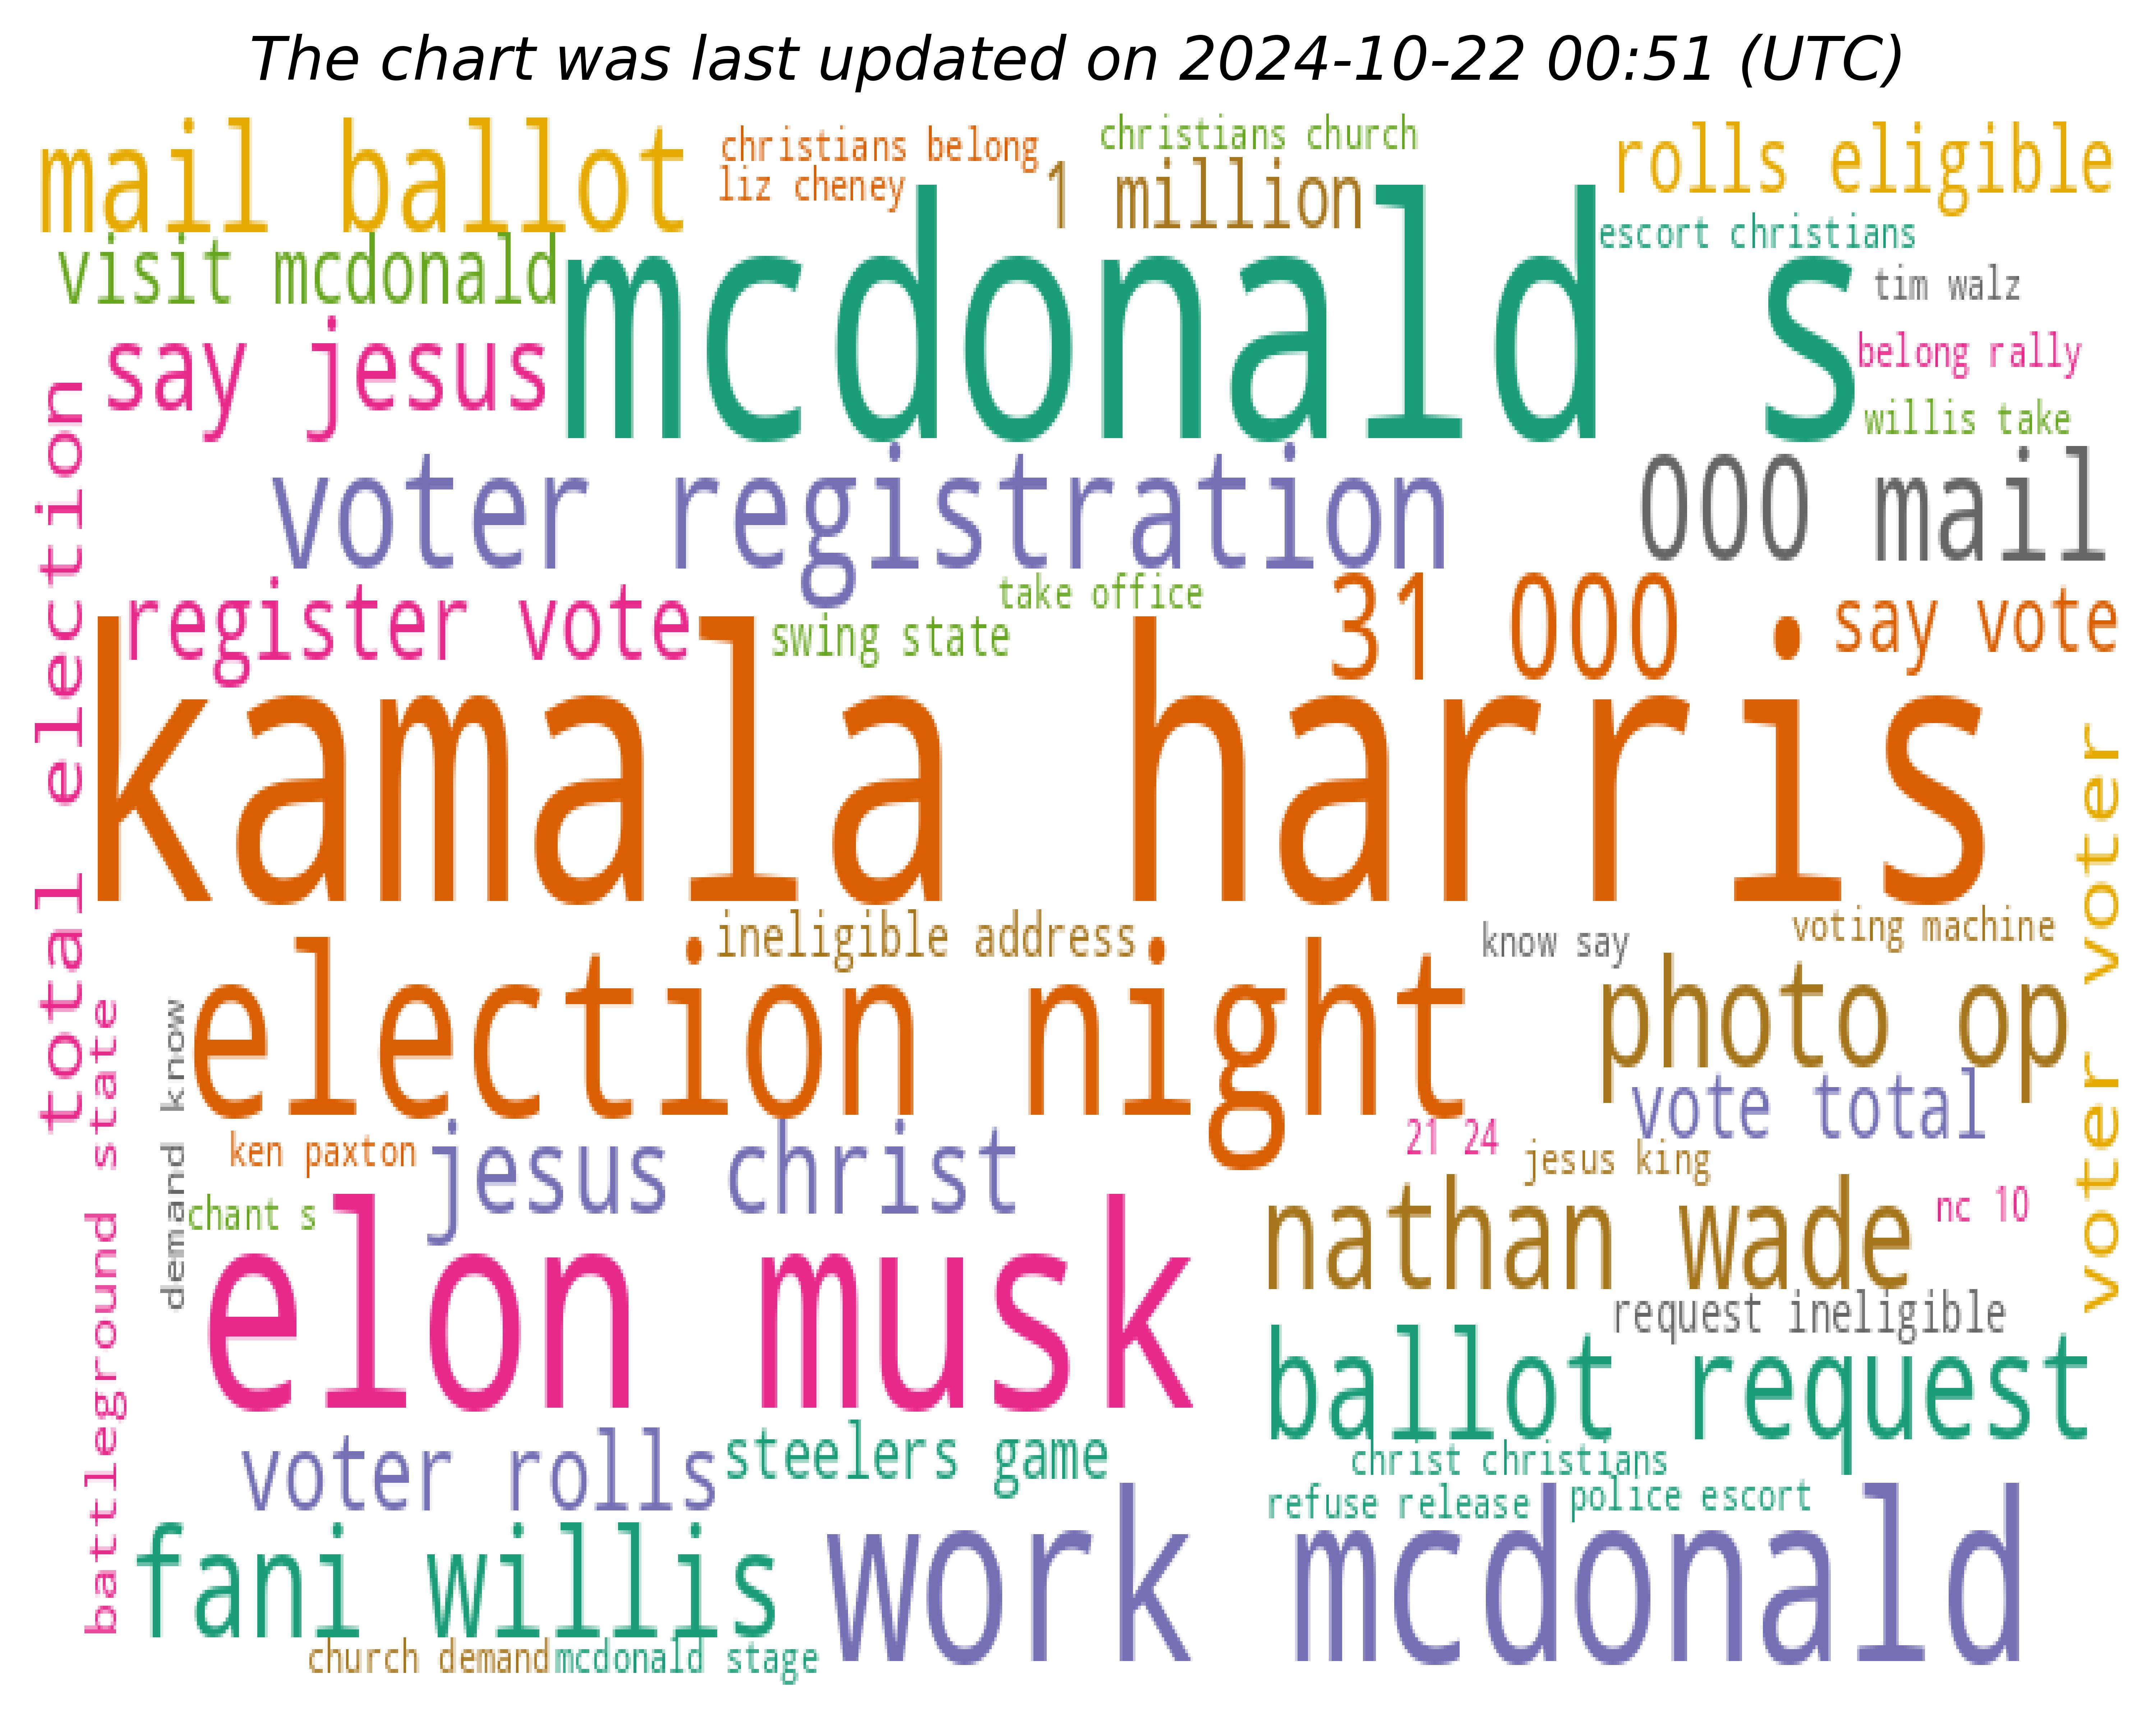 The chart was last updated on 2024-10-22 00:51 (UTC)
mail ballot
christians belong
christians church
rolls eligible
liz cheney
1 million
escort christians
visit mcdonald
mcdonald s
tim walz
say jesus
belong rally
willis take
total election
voter registration
000 mail
register vote
take office
swing state
31 000
say vote
kamala harris
voter voter
ineligible address
know say
voting machine
election night
photo op
battleground state
demand know
vote total
ken paxton
jesus christ
21 24
jesus king
chant s
nathan wade
nc 10
elon musk
request ineligible
ballot request
voter rolls
steelers game
christ christians
refuse release
police escort
fani willis
work mcdonald
church demand
mcdonald stage